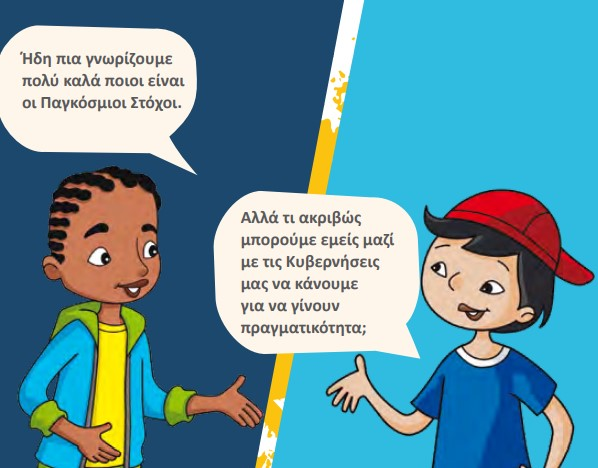 Ήδη πια γνωρίζουμε
πολύ καλά ποιοι είναι
οι Παγκόσμιοι Στόχοι.
Αλλά τι ακριβώς
μπορούμε εμείς μαζί
με τις Κυβερνήσεις
μας να κάνουμε
για να γίνουν
πραγματικότητα;